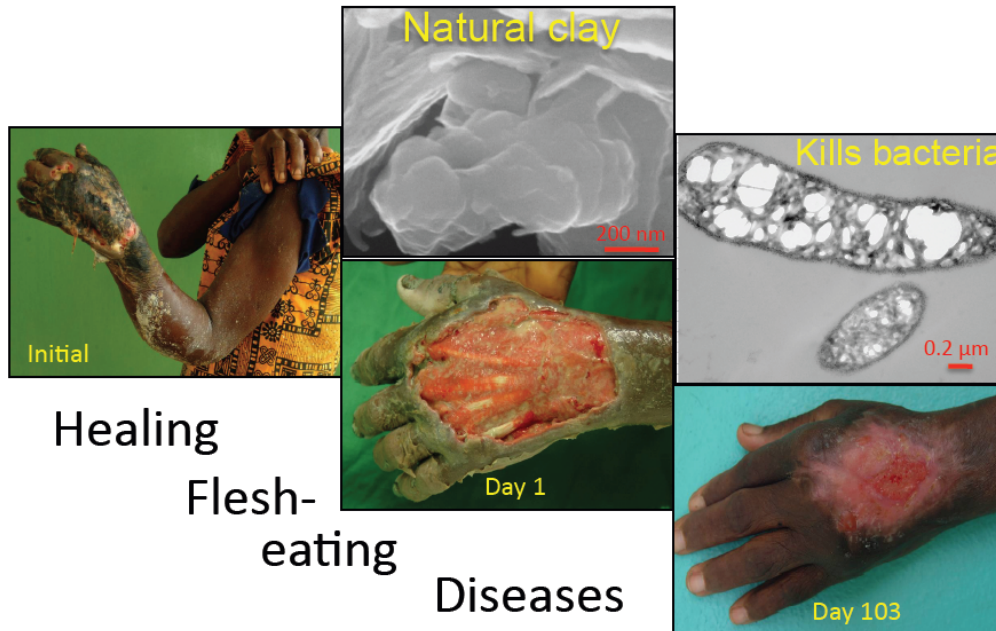 Natural clay
200 nm
Kills bacteria
0.2 µm
Initial
Day 1
Day 103
Healing
Flesh-
eating
Diseases